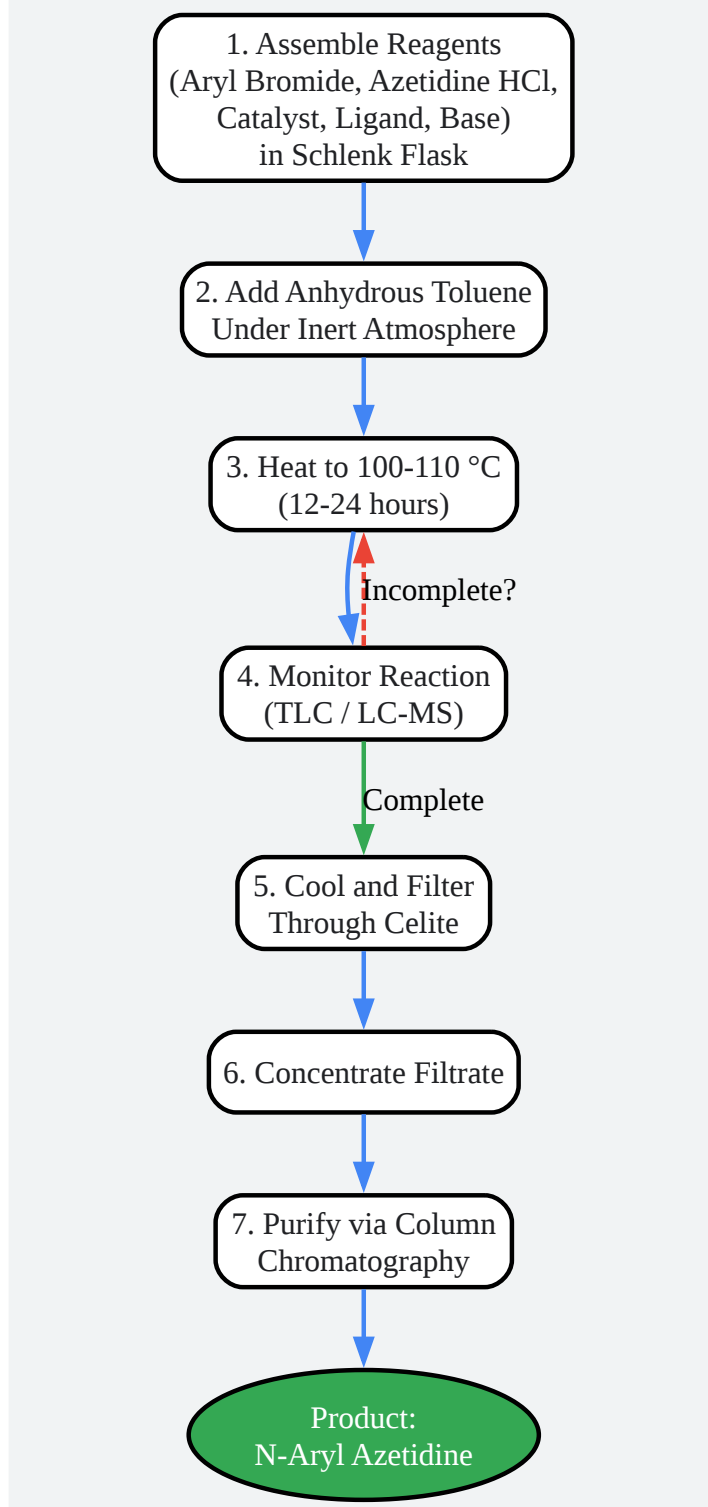 1. Assemble Reagents
(Aryl Bromide, Azetidine HCl,
Catalyst, Ligand, Base)
in Schlenk Flask
2. Add Anhydrous Toluene
Under Inert Atmosphere
3. Heat to 100-110 °C
(12-24 hours)
Incomplete?
4. Monitor Reaction
(TLC / LC-MS)
Complete
5. Cool and Filter
Through Celite
6. Concentrate Filtrate
7. Purify via Column
Chromatography
Product:
N-Aryl Azetidine